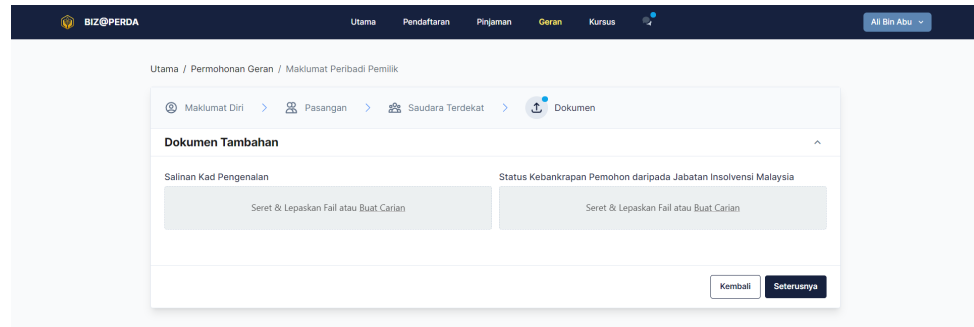 BIZ@PERDA Utama Pendaftaran Pinjaman Geran Kursus Ali Bin Abu
Utama / Permohonan Geran / Maklumat Peribadi Pemilik
Maklumat Diri > Pasangan > Saudara Terdekat > Dokumen
Dokumen Tambahan
Salinan Kad Pengenalan Status Kebankrapan Pemohon daripada Jabatan Insolvensi Malaysia
Seret & Lepaskan Fail atau Buat Carian Seret & Lepaskan Fail atau Buat Carian
Kembali Seterusnya